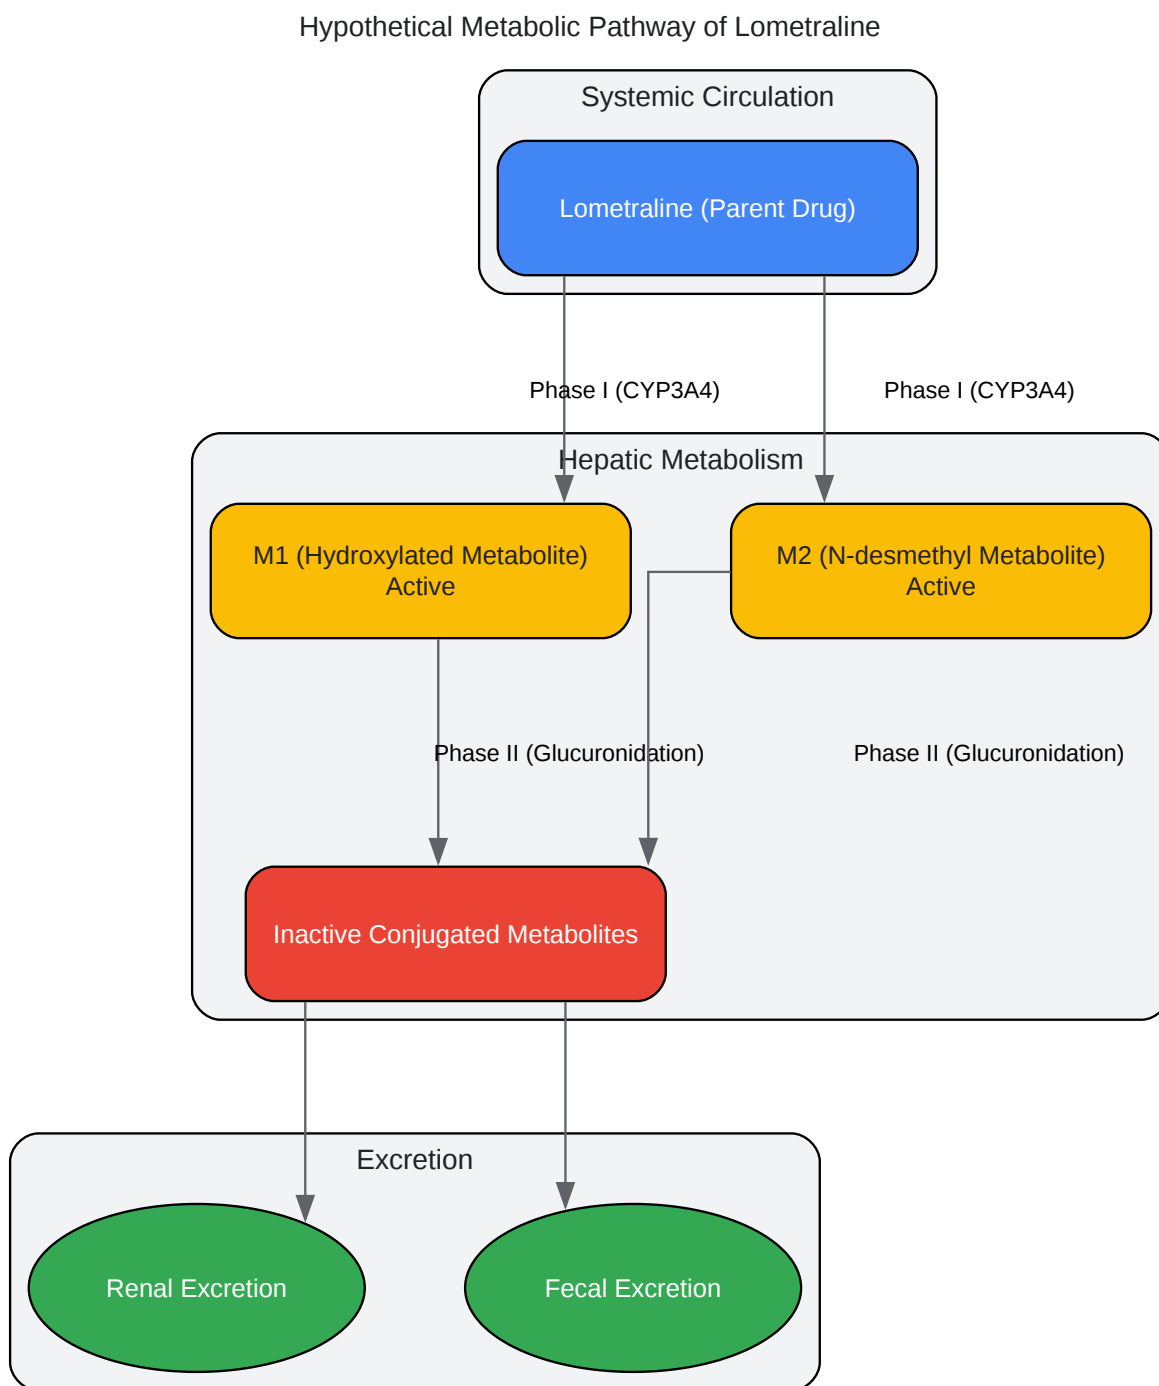 Hypothetical Metabolic Pathway of Lometraline
Systemic Circulation
Lometraline (Parent Drug)
Phase I (CYP3A4)
Phase I (CYP3A4)
Hepatic Metabolism
M1 (Hydroxylated Metabolite)
Active
M2 (N-desmethyl Metabolite)
Active
Phase II (Glucuronidation)
Phase II (Glucuronidation)
Inactive Conjugated Metabolites
Excretion
Renal Excretion
Fecal Excretion